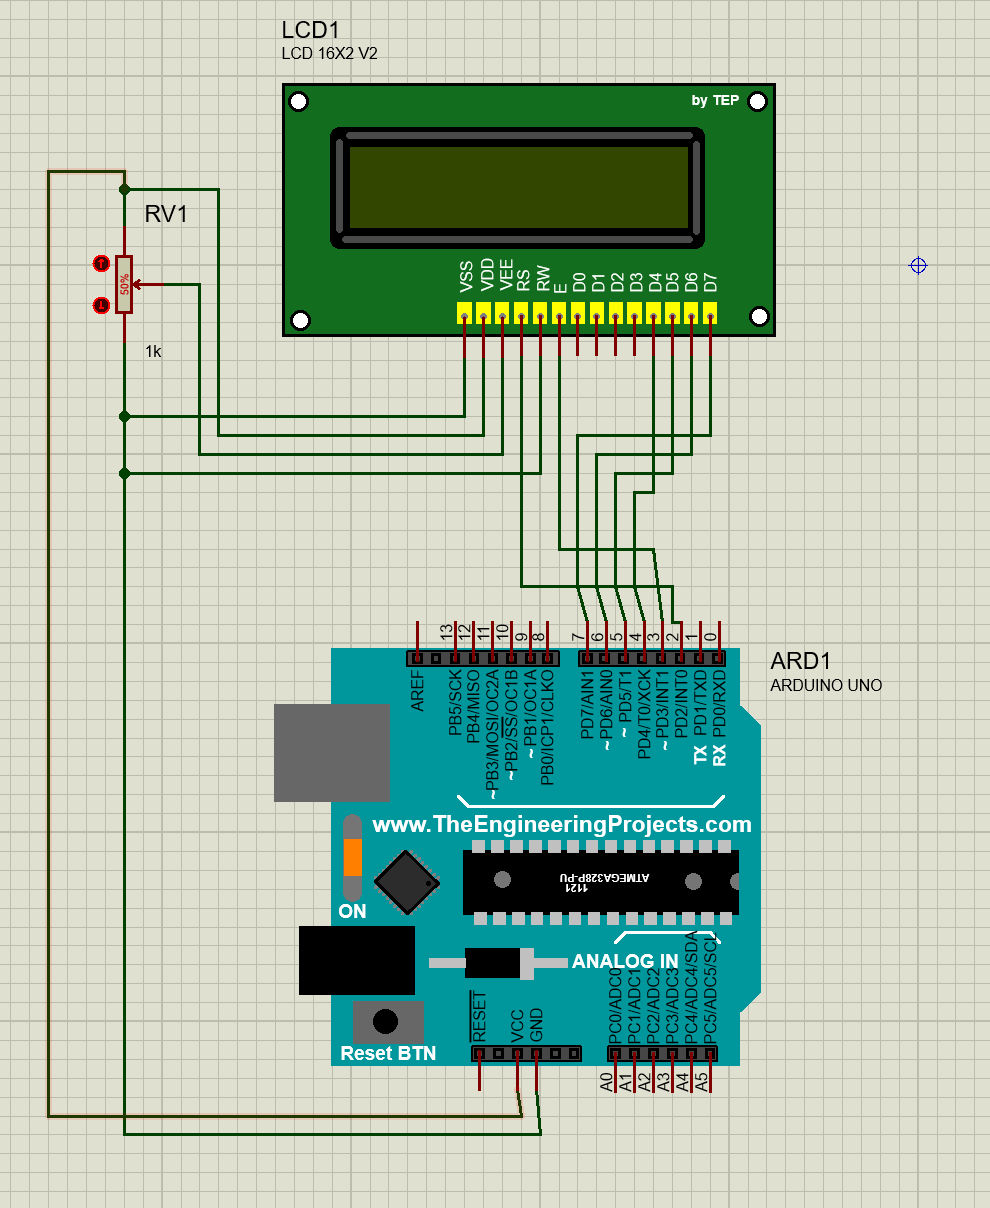 LCD1
LCD 16X2 V2
by TEP
RV1
50%
1k
VSS
VDD
VEE
RS
RW
E
D0
D1
D2
D3
D4
D5
D6
D7
13
12
11
10
9
8
7
6
5
4
3
2
1
0
ARD1
ARDUINO UNO
AREF
PB5/SCK
PB4/MISO
~PB3/MOSI/OC2A
~PB2/SS/OC1B
~PB1/OC1A
PB0/ICP1/CLKO
PD7/AIN1
~PD6/AIN0
~PD5/T1
PD4/T0/XCK
~PD3/INT1
PD2/INT0
PD1/TXD
PD0/RXD
TX
RX
www.TheEngineeringProjects.com
ATMEGA328P-PU
1121
ON
ANALOG IN
RESET
VCC
GND
PC0/ADC0
PC1/ADC1
PC2/ADC2
PC3/ADC3
PC4/ADC4/SDA
PC5/ADC5/SCL
Reset BTN
A0
A1
A2
A3
A4
A5